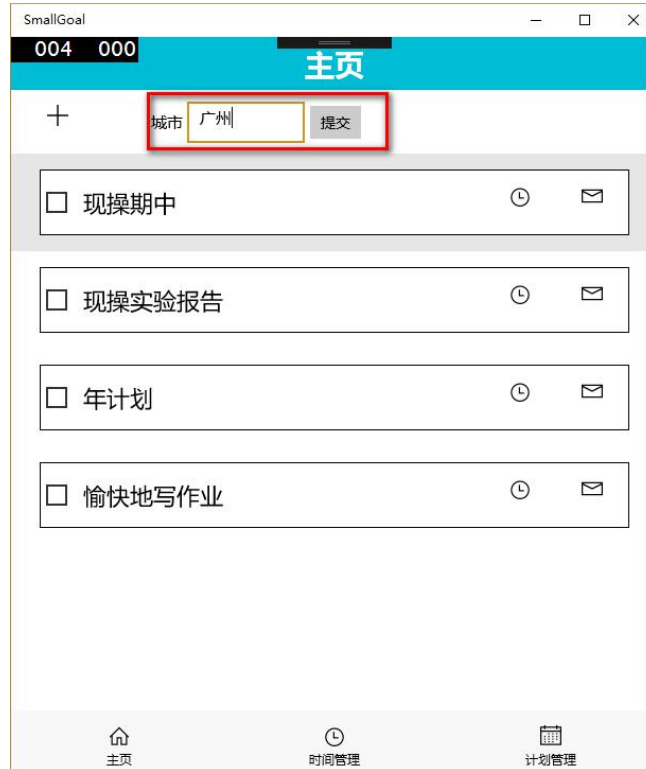 SmallGoal
004 000
主页
城市 广州 提交
现操期中
现操实验报告
年计划
愉快地写作业
主页 时间管理 计划管理